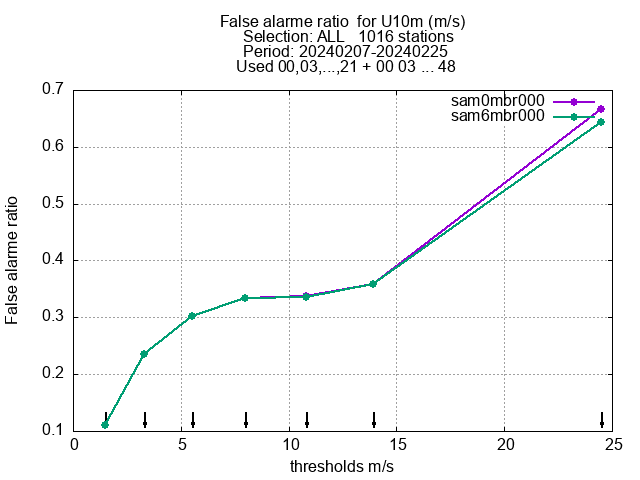 False alarme ratio  for U10m (m/s)
Selection: ALL   1016 stations
Period: 20240207-20240225
Used 00,03,...,21 + 00 03 ... 48
sam0mbr000
sam6mbr000
0.7
0.6
0.5
0.4
0.3
0.2
0.1
False alarme ratio
0
5
10
15
20
25
thresholds m/s